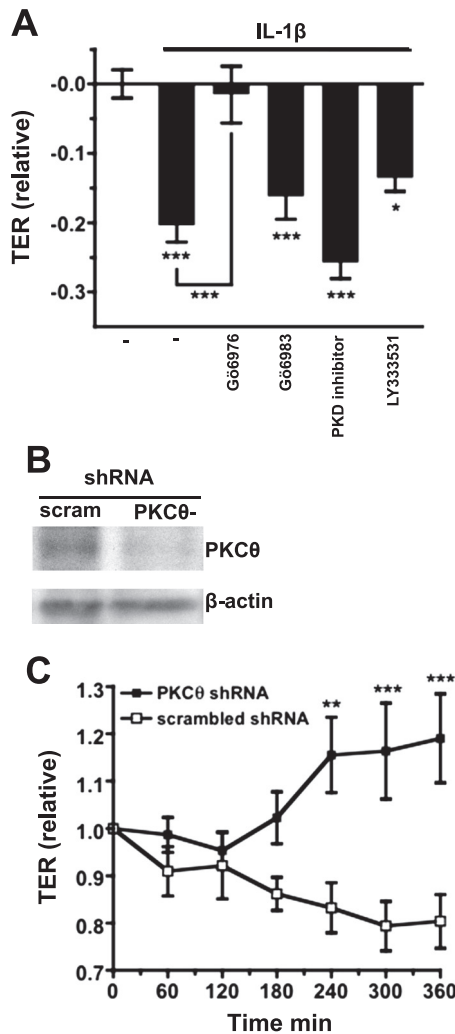 A
IL-1β
TER (relative)
-0.0
-0.1
-0.2
-0.3
***
***
***
***
*
-
-
Gö6976
Gö6983
PKD inhibitor
LY333531
B
shRNA
scram PKCθ-
PKCθ
β-actin
C
TER (relative)
1.3
1.2
1.1
1.0
0.9
0.8
0.7
PKCθ shRNA
scrambled shRNA
**
***
***
0 60 120 180 240 300 360
Time min